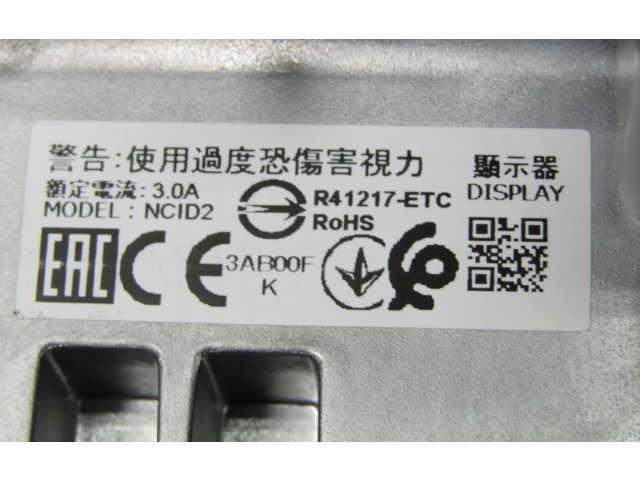 警告:使用過度恐傷害視力
額定電流:3.0A
MODEL: NCID2
R41217-ETC
RoHS
顯示器
DISPLAY
EAC
CE
3AB00F
K